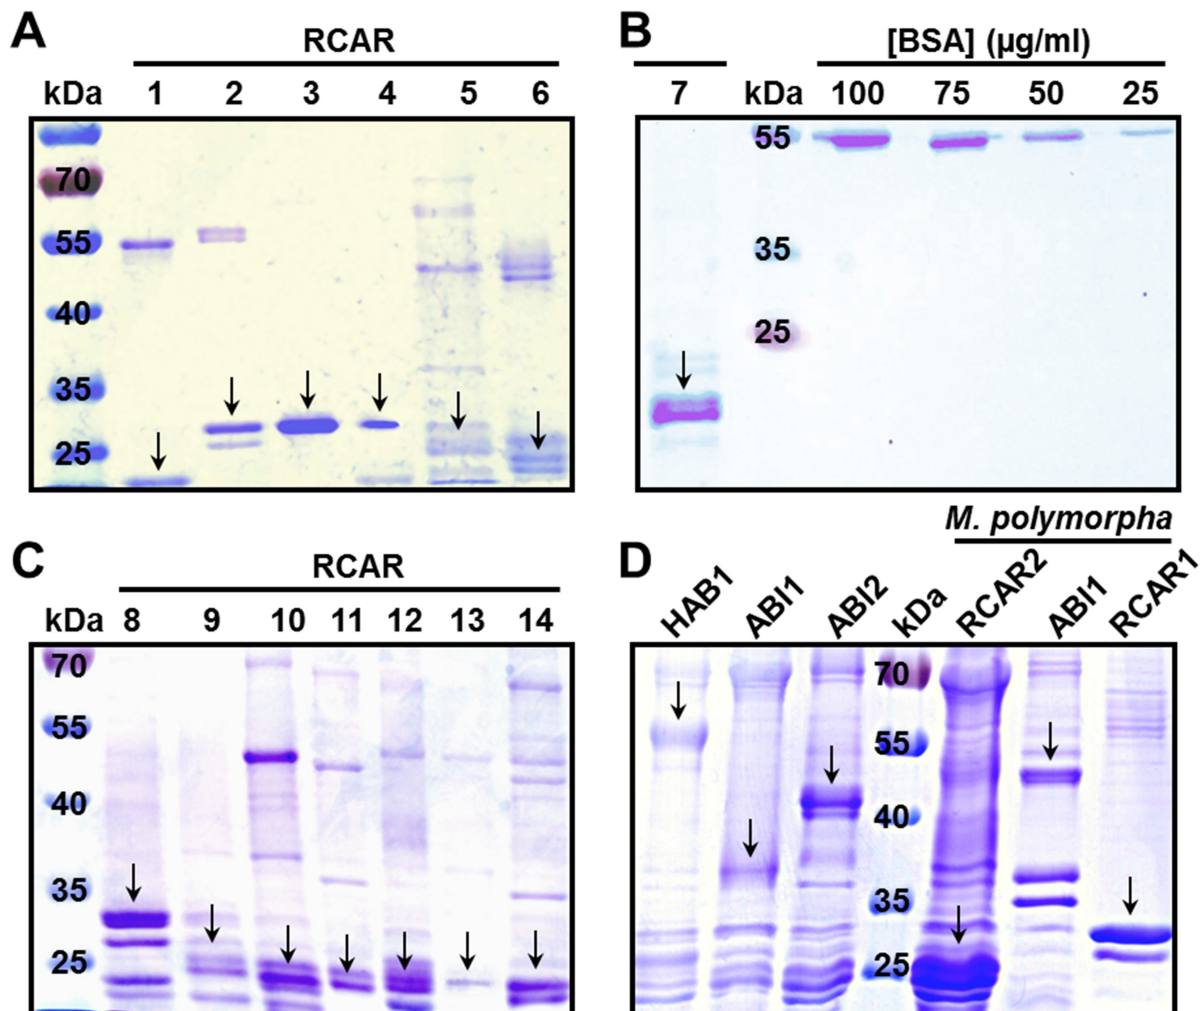 A
RCAR
kDa 1 2 3 4 5 6
70
55
40
35
25
B
[BSA] (µg/ml)
7 kDa 100 75 50 25
55
35
25
C
RCAR
kDa 8 9 10 11 12 13 14
70
55
40
35
25
D
M. polymorpha
HAB1 ABI1 ABI2 kDa RCAR2 ABI1 RCAR1
70
55
40
35
25